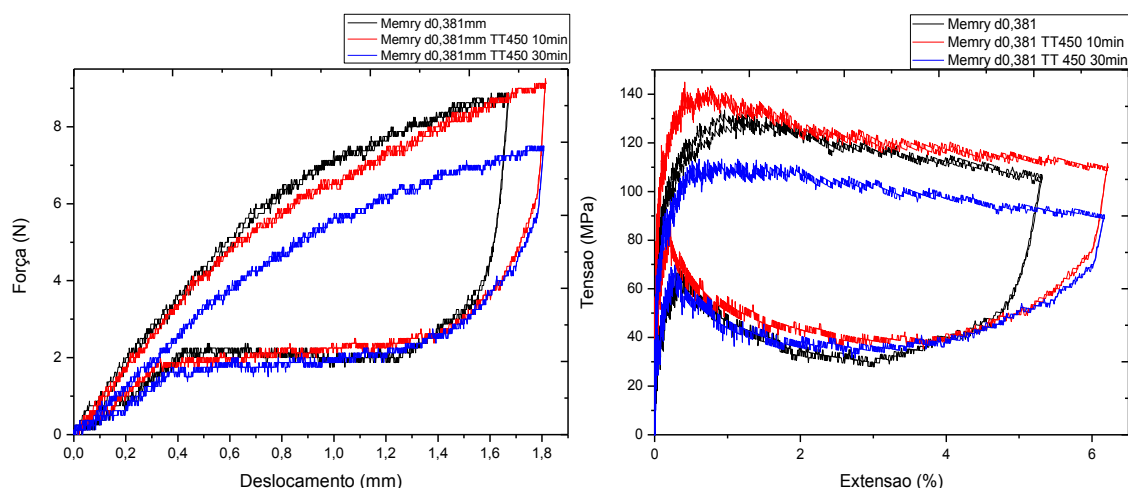 Memry d0,381mm
Memry d0,381mm TT450 10min
Memry d0,381mm TT450 30min
Força (N)
8
6
4
2
0
0,0 0,2 0,4 0,6 0,8 1,0 1,2 1,4 1,6 1,8
Deslocamento (mm)
Memry d0,381
Memry d0,381 TT450 10min
Memry d0,381 TT 450 30min
Tensao (MPa)
140
120
100
80
60
40
20
0
0 2 4 6
Extensao (%)